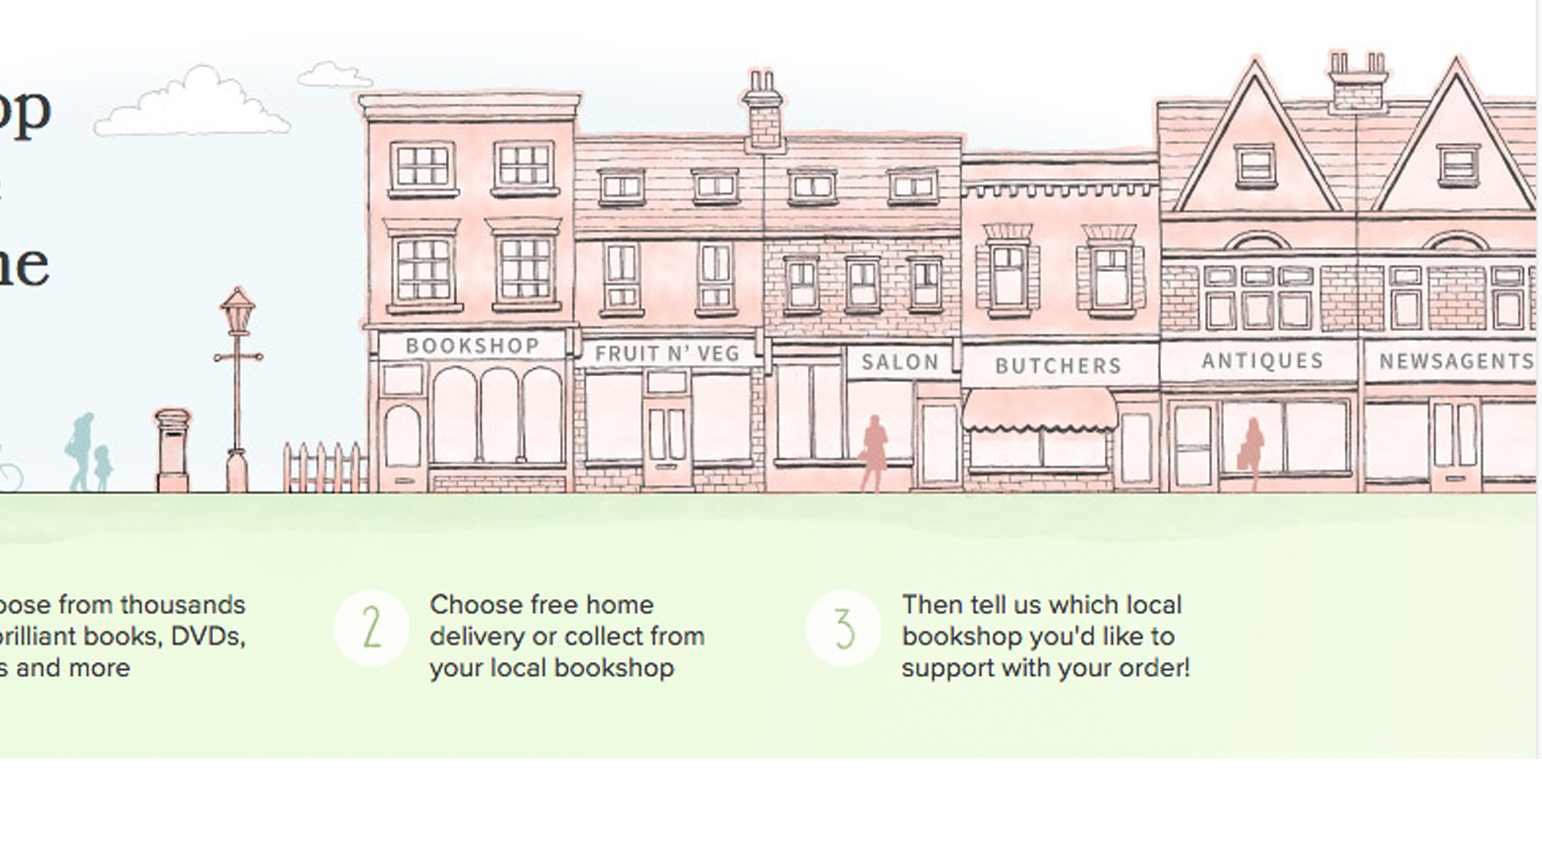 op
ne
BOOKSHOP
FRUIT N' VEG
SALON
BUTCHERS
ANTIQUES
NEWSAGENTS
oose from thousands
brilliant books, DVDs,
s and more
2
Choose free home
delivery or collect from
your local bookshop
3
Then tell us which local
bookshop you'd like to
support with your order!